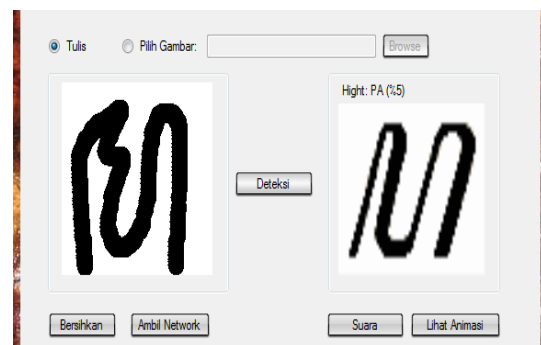 Tulis Pilih Gambar: Browse
Hight: PA (%5)
ꦥ
Deteksi
Bersihkan Ambil Network Suara Lihat Animasi